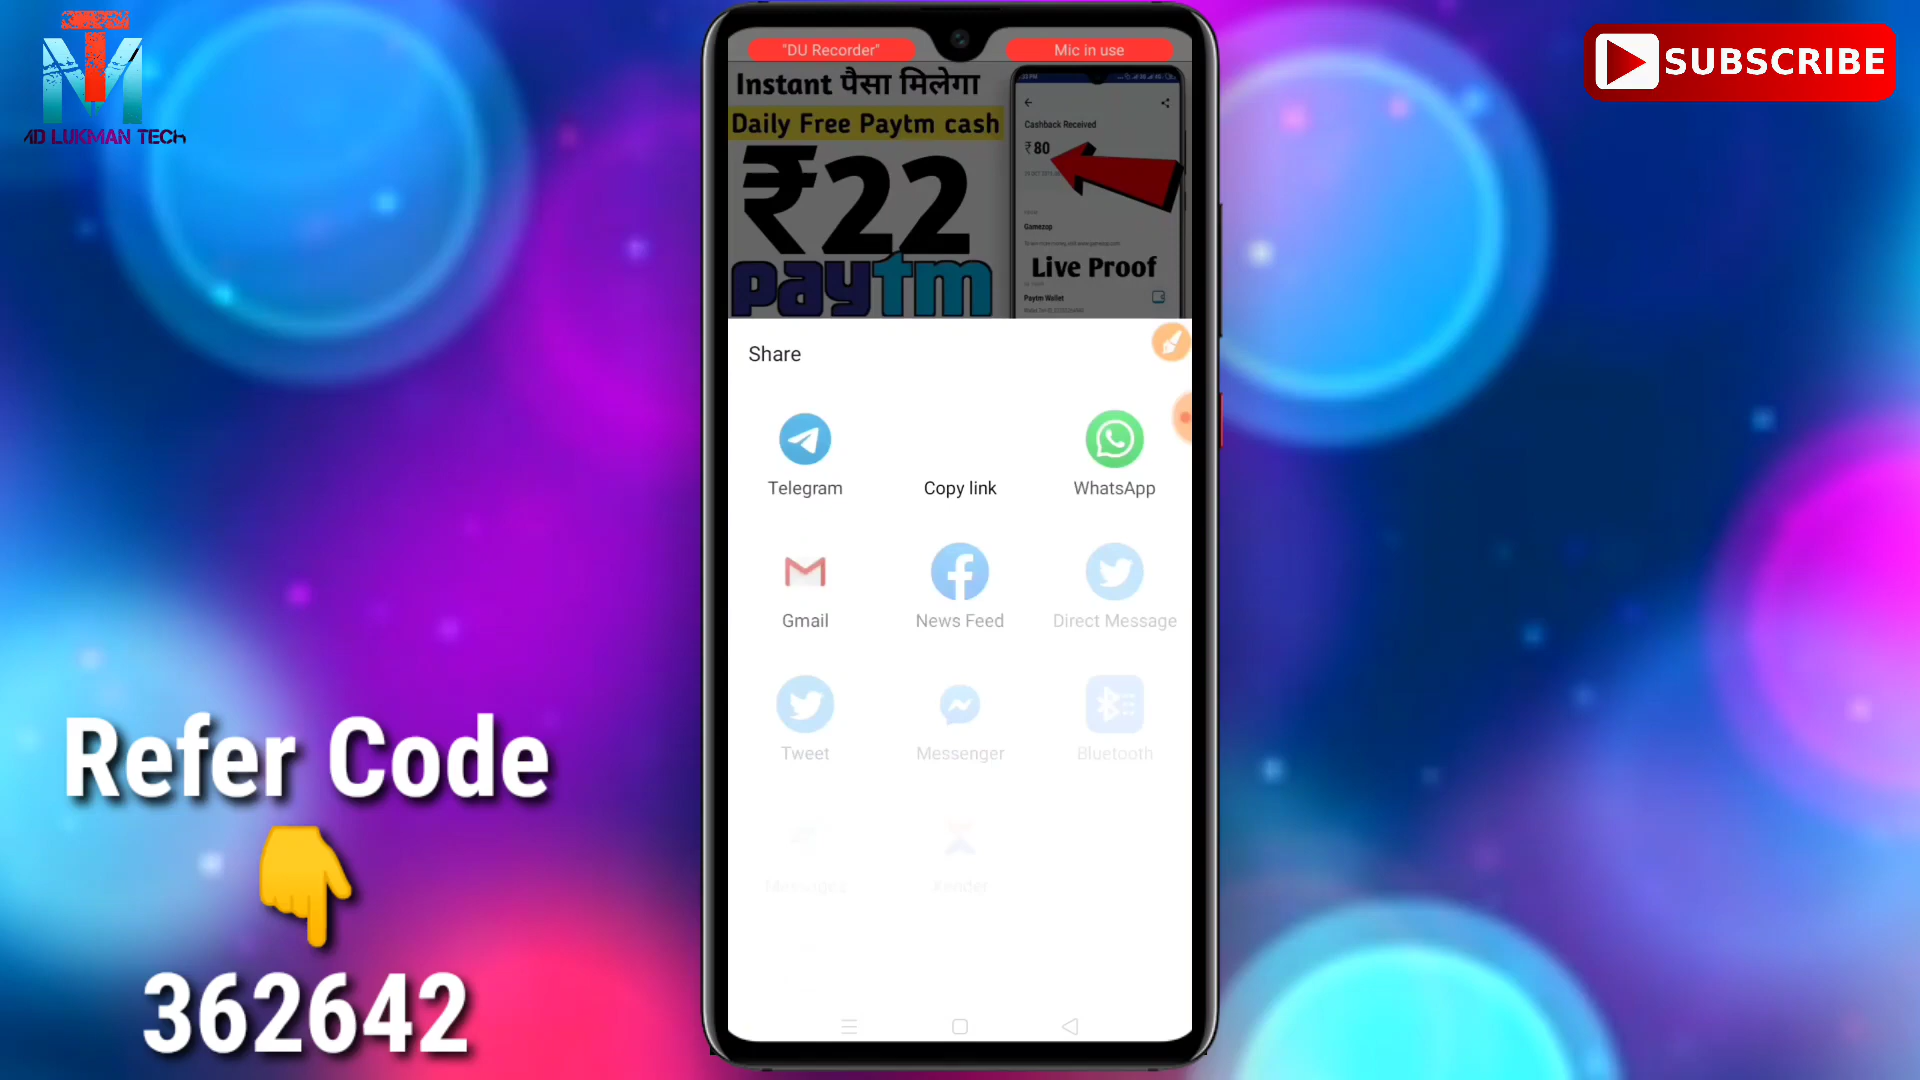 AD LUKMAN TECH
SUBSCRIBE
"DU Recorder"
Mic in use
Instant पैसा मिलेगा
Daily Free Paytm cash
₹22
paytm
Cashback Received
₹80
Gamezop
Live Proof
Paytm Wallet
Share
Telegram
Copy link
WhatsApp
Gmail
News Feed
Direct Message
Tweet
Messenger
Bluetooth
Xender
Refer Code
362642